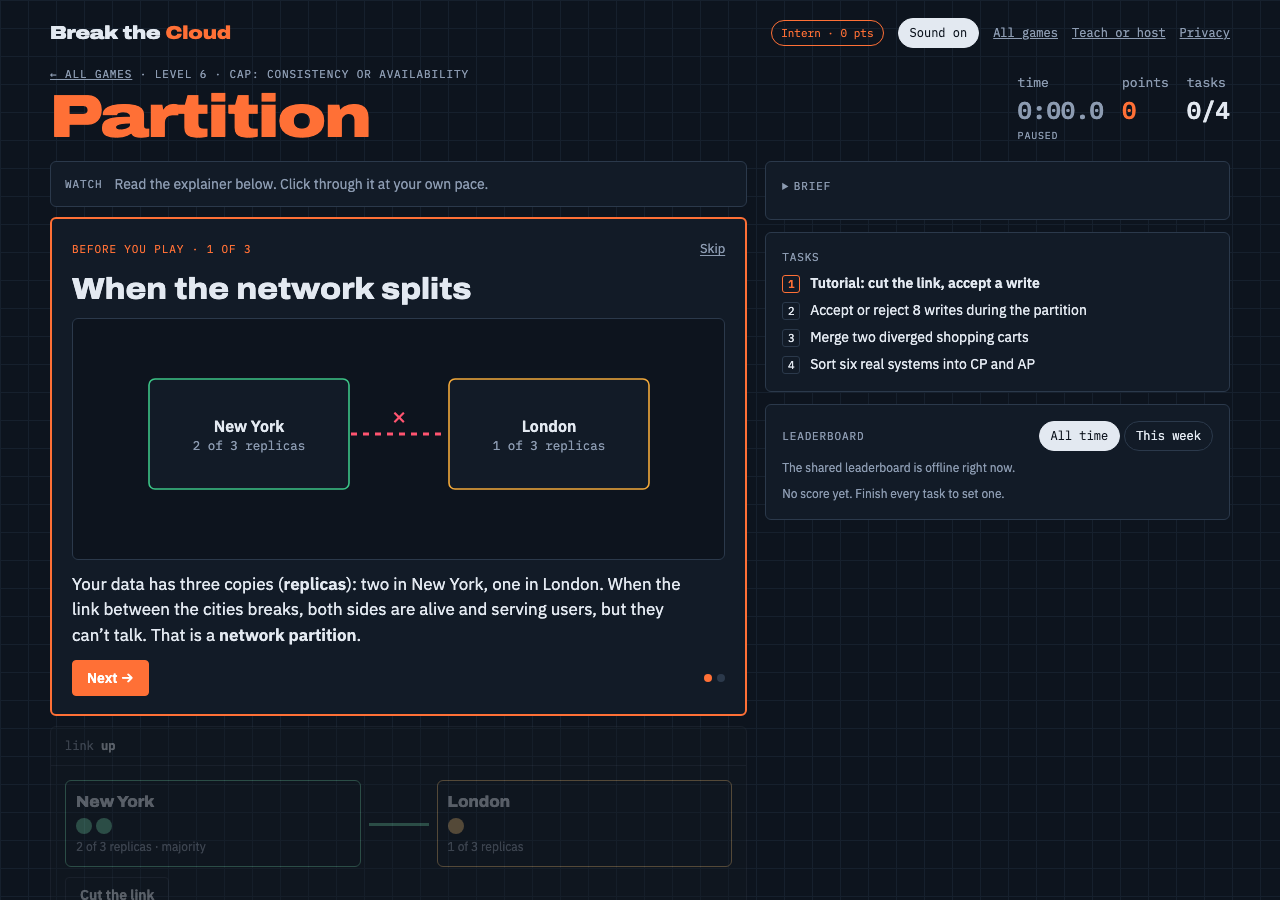 Break the Cloud
Intern · 0 pts
Sound on
All games
Teach or host
Privacy
← ALL GAMES · LEVEL 6 · CAP: CONSISTENCY OR AVAILABILITY
Partition
time
0:00.0
PAUSED
points
0
tasks
0/4
WATCH Read the explainer below. Click through it at your own pace.
BEFORE YOU PLAY · 1 OF 3
Skip
When the network splits
New York
2 of 3 replicas
×
London
1 of 3 replicas
Your data has three copies (replicas): two in New York, one in London. When the
link between the cities breaks, both sides are alive and serving users, but they
can’t talk. That is a network partition.
Next →
link up
New York
2 of 3 replicas · majority
London
1 of 3 replicas
Cut the link
▶ BRIEF
TASKS
1 Tutorial: cut the link, accept a write
2 Accept or reject 8 writes during the partition
3 Merge two diverged shopping carts
4 Sort six real systems into CP and AP
LEADERBOARD
All time
This week
The shared leaderboard is offline right now.
No score yet. Finish every task to set one.